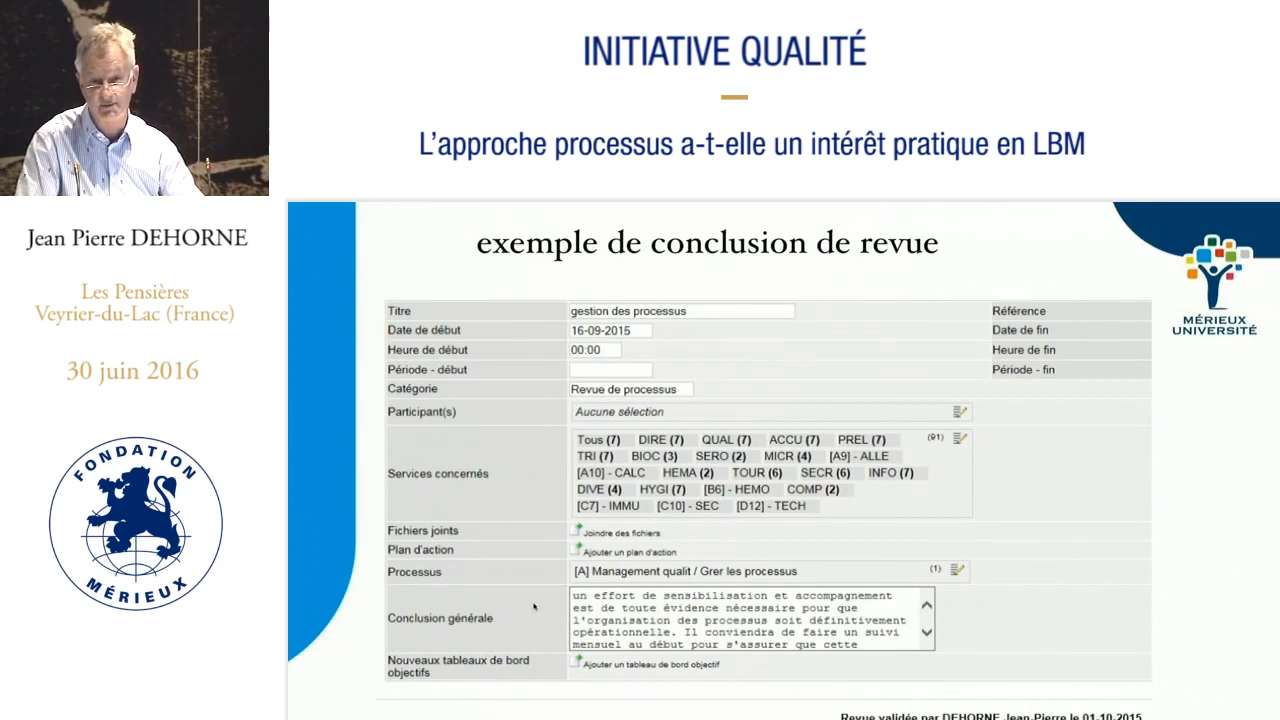 INITIATIVE QUALITÉ
L'approche processus a-t-elle un intérêt pratique en LBM
Jean Pierre DEHORNE
Les Pensières
Veyrier-du-Lac (France)
30 juin 2016
FONDATION
MÉRIEUX
exemple de conclusion de revue
MÉRIEUX
UNIVERSITÉ
Titre gestion des processus Référence
Date de début 16-09-2015 Date de fin
Heure de début 00:00 Heure de fin
Période - début Période - fin
Catégorie Revue de processus
Participant(s) Aucune sélection
Services concernés
Tous (7) DIRE (7) QUAL (7) ACCU (7) PREL (7) (91)
TRI (7) BIOC (3) SERO (2) MICR (4) [A9] - ALLE
[A10] - CALC HEMA (2) TOUR (6) SECR (6) INFO (7)
DIVE (4) HYGI (7) [B6] - HEMO COMP (2)
[C7] - IMMU [C10] - SEC [D12] - TECH
Fichiers joints Joindre des fichiers
Plan d'action Ajouter un plan d'action
Processus [A] Management qualit / Grer les processus (1)
Conclusion générale
un effort de sensibilisation et accompagnement
est de toute évidence nécessaire pour que
l'organisation des processus soit définitivement
opérationnelle. Il conviendra de faire un suivi
mensuel au début pour s'assurer que cette
Nouveaux tableaux de bord
objectifs
Ajouter un tableau de bord objectif
Revue validée par DEHORNE Jean-Pierre le 01-10-2015